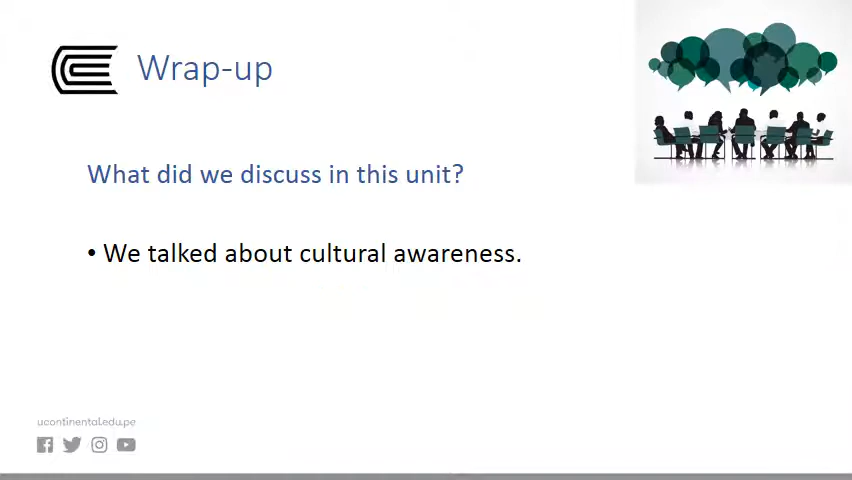 Wrap-up
What did we discuss in this unit?
• We talked about cultural awareness.
ucontinental.edu.pe